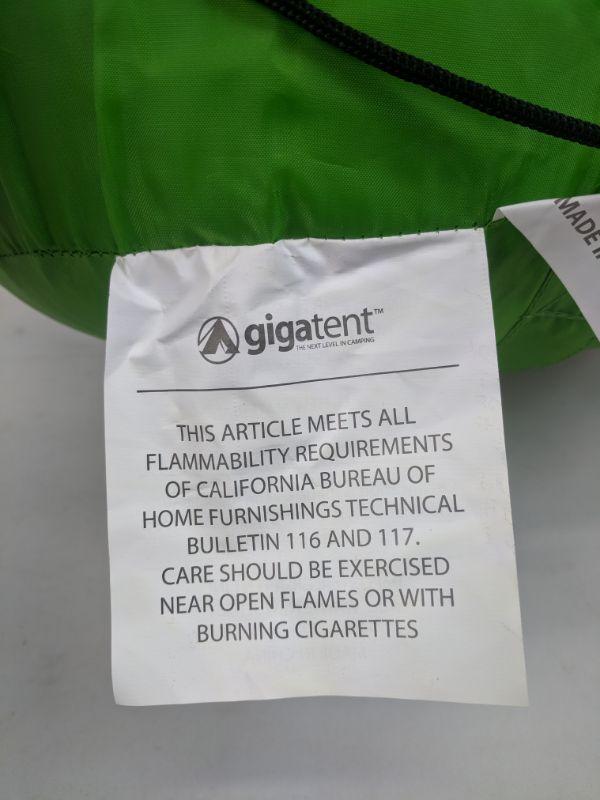 gigatent™
THE NEXT LEVEL IN CAMPING
THIS ARTICLE MEETS ALL
FLAMMABILITY REQUIREMENTS
OF CALIFORNIA BUREAU OF
HOME FURNISHINGS TECHNICAL
BULLETIN 116 AND 117.
CARE SHOULD BE EXERCISED
NEAR OPEN FLAMES OR WITH
BURNING CIGARETTES
MADE I